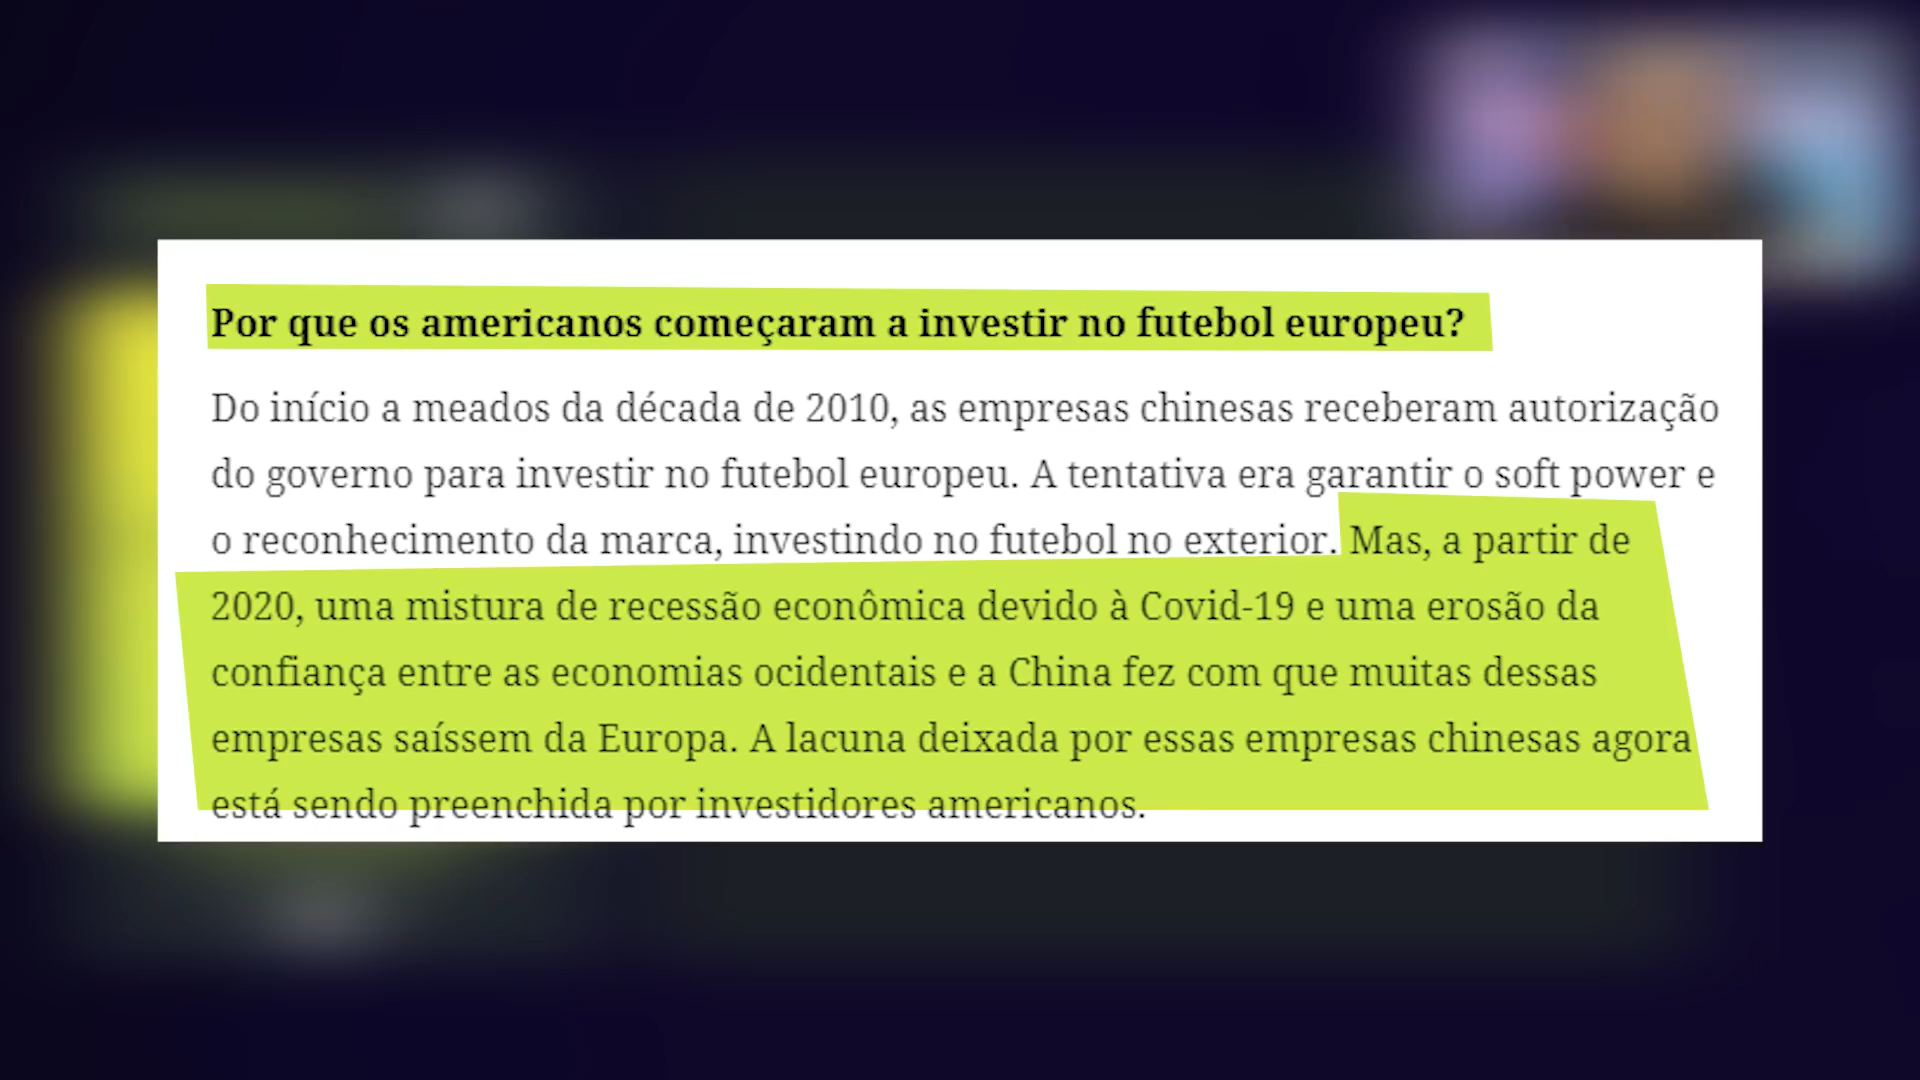 Por que os americanos começaram a investir no futebol europeu?
Do início a meados da década de 2010, as empresas chinesas receberam autorização
do governo para investir no futebol europeu. A tentativa era garantir o soft power e
o reconhecimento da marca, investindo no futebol no exterior. Mas, a partir de
2020, uma mistura de recessão econômica devido à Covid-19 e uma erosão da
confiança entre as economias ocidentais e a China fez com que muitas dessas
empresas saíssem da Europa. A lacuna deixada por essas empresas chinesas agora
está sendo preenchida por investidores americanos.